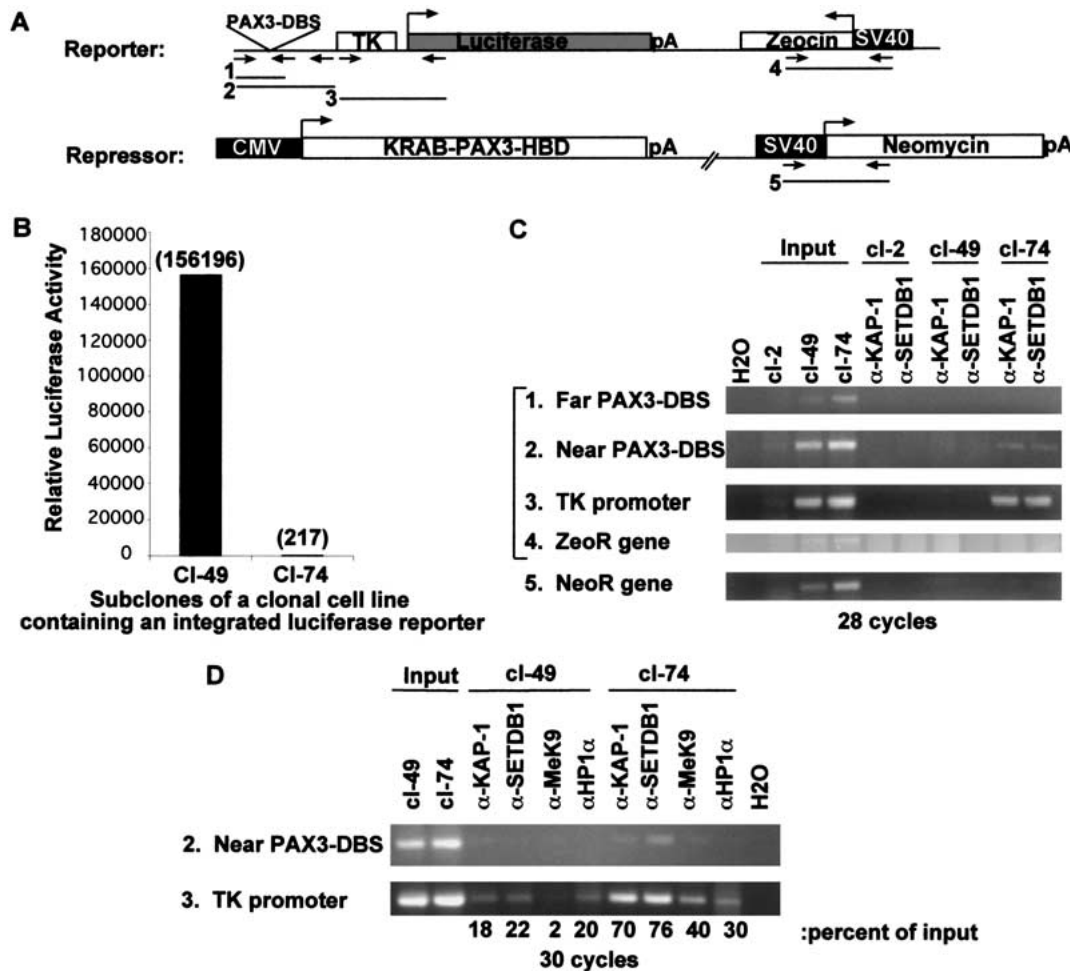 A
PAX3-DBS
Reporter:
TK
Luciferase
pA
Zeocin
SV40
1
2
3
4
Repressor:
CMV
KRAB-PAX3-HBD
pA
SV40
Neomycin
pA
5
B
Relative Luciferase Activity
180000
160000
140000
120000
100000
80000
60000
40000
20000
0
(156196)
(217)
Cl-49
Cl-74
Subclones of a clonal cell line
containing an integrated luciferase reporter
C
Input
cl-2
cl-49
cl-74
H2O
cl-2
cl-49
cl-74
α-KAP-1
α-SETDB1
α-KAP-1
α-SETDB1
α-KAP-1
α-SETDB1
1. Far PAX3-DBS
2. Near PAX3-DBS
3. TK promoter
4. ZeoR gene
5. NeoR gene
28 cycles
D
Input
cl-49
cl-74
cl-49
cl-74
α-KAP-1
α-SETDB1
α-MeK9
αHP1α
α-KAP-1
α-SETDB1
α-MeK9
αHP1α
H2O
2. Near PAX3-DBS
3. TK promoter
18 22 2 20 70 76 40 30 :percent of input
30 cycles